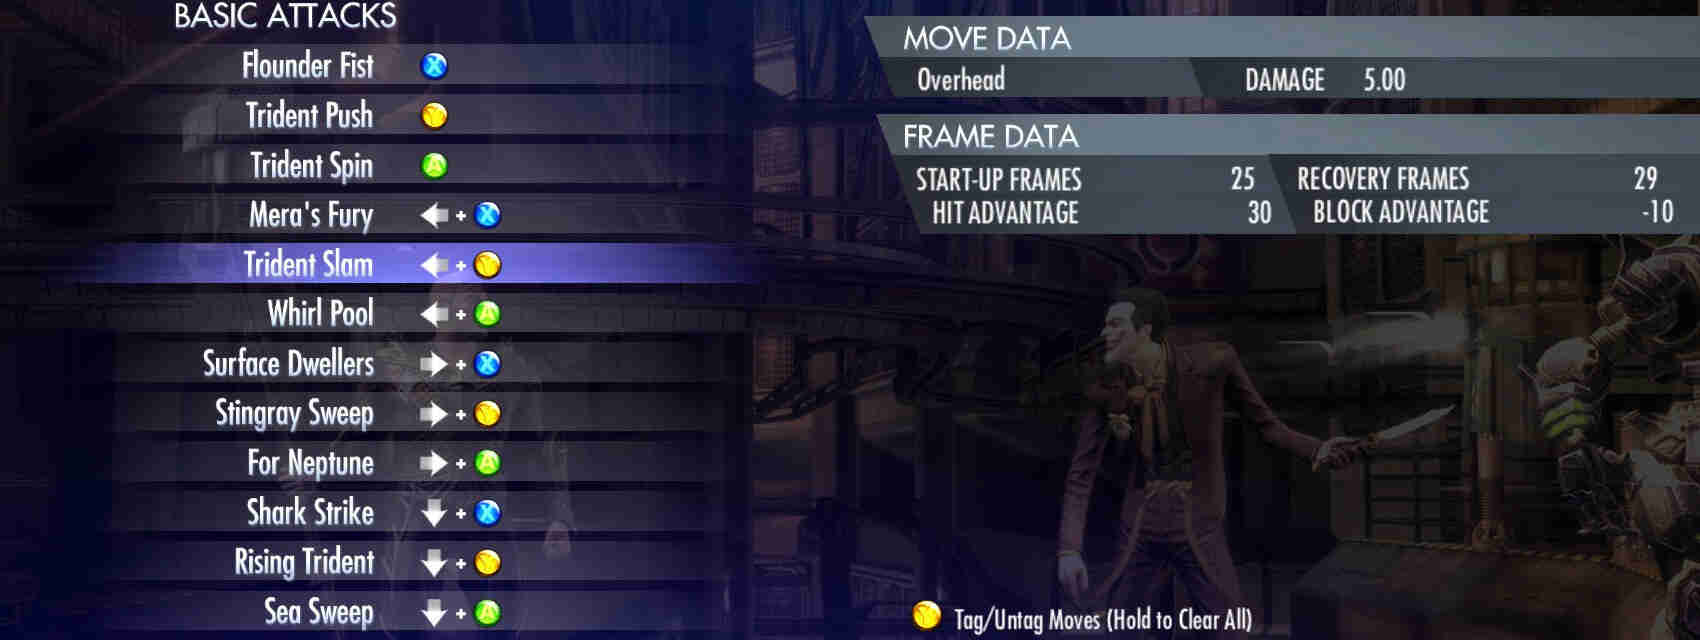 BASIC ATTACKS
Flounder Fist X
Trident Push Y
Trident Spin A
Mera's Fury + X
Trident Slam + Y
Whirl Pool + A
Surface Dwellers + X
Stingray Sweep + Y
For Neptune + A
Shark Strike + X
Rising Trident + Y
Sea Sweep + A
MOVE DATA
Overhead DAMAGE 5.00
FRAME DATA
START-UP FRAMES 25 RECOVERY FRAMES 29
HIT ADVANTAGE 30 BLOCK ADVANTAGE -10
Y Tag/Untag Moves (Hold to Clear All)